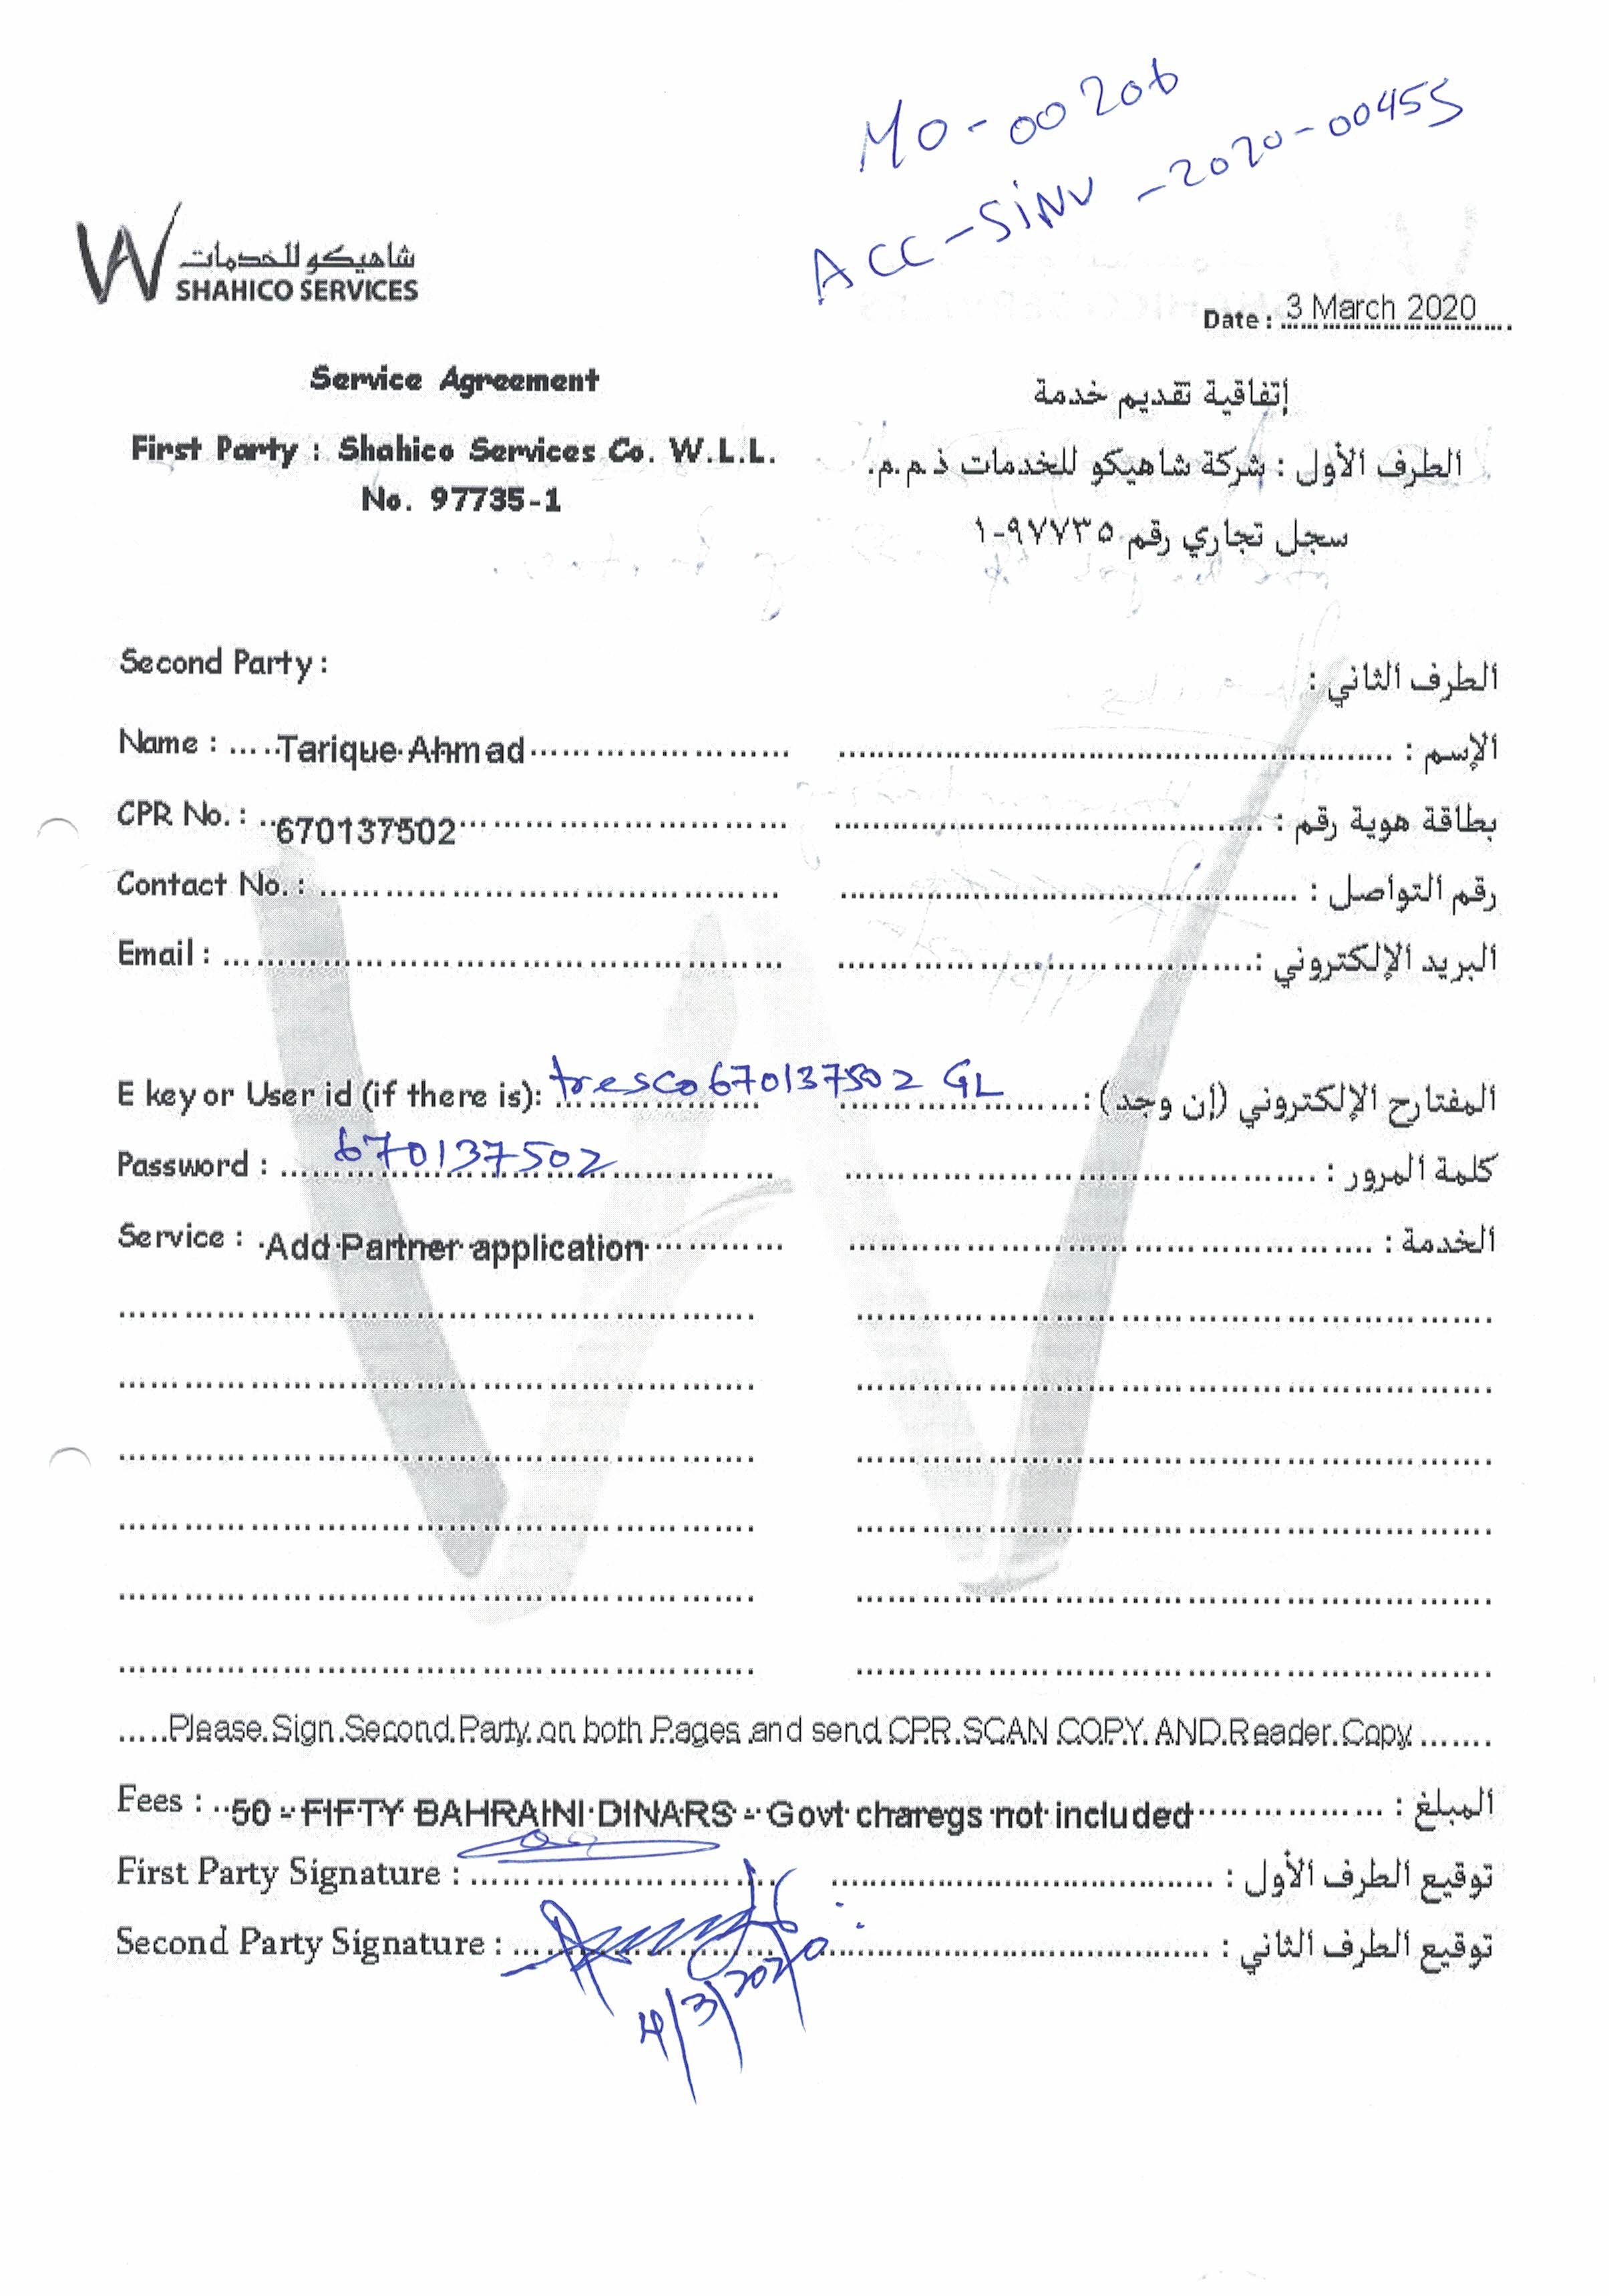 MO-00206
ACC-SINV-2020-00455
شاهيكو للخدمات
SHAHICO SERVICES
Date : 3 March 2020
Service Agreement
إتفاقية تقديم خدمة
First Party : Shahico Services Co. W.L.L.
الطرف الأول : شركة شاهيكو للخدمات ذ.م.م.
No. 97735-1
سجل تجاري رقم ٩٧٧٣٥-١
Second Party :
الطرف الثاني :
Name : Tarique Ahmad
الإسم :
CPR No. : 670137502
بطاقة هوية رقم :
Contact No. :
رقم التواصل :
Email :
البريد الإلكتروني :
E key or User id (if there is): tresco670137502 GL
المفتارح الإلكتروني (إن وجد) :
Password : 670137502
كلمة المرور :
Service : Add Partner application
الخدمة :
Please Sign Second Party on both Pages and send CPR SCAN COPY AND Reader Copy
Fees : 50 - FIFTY BAHRAINI DINARS - Govt charegs not included
المبلغ :
First Party Signature :
توقيع الطرف الأول :
Second Party Signature :
توقيع الطرف الثاني :
4/3/2020